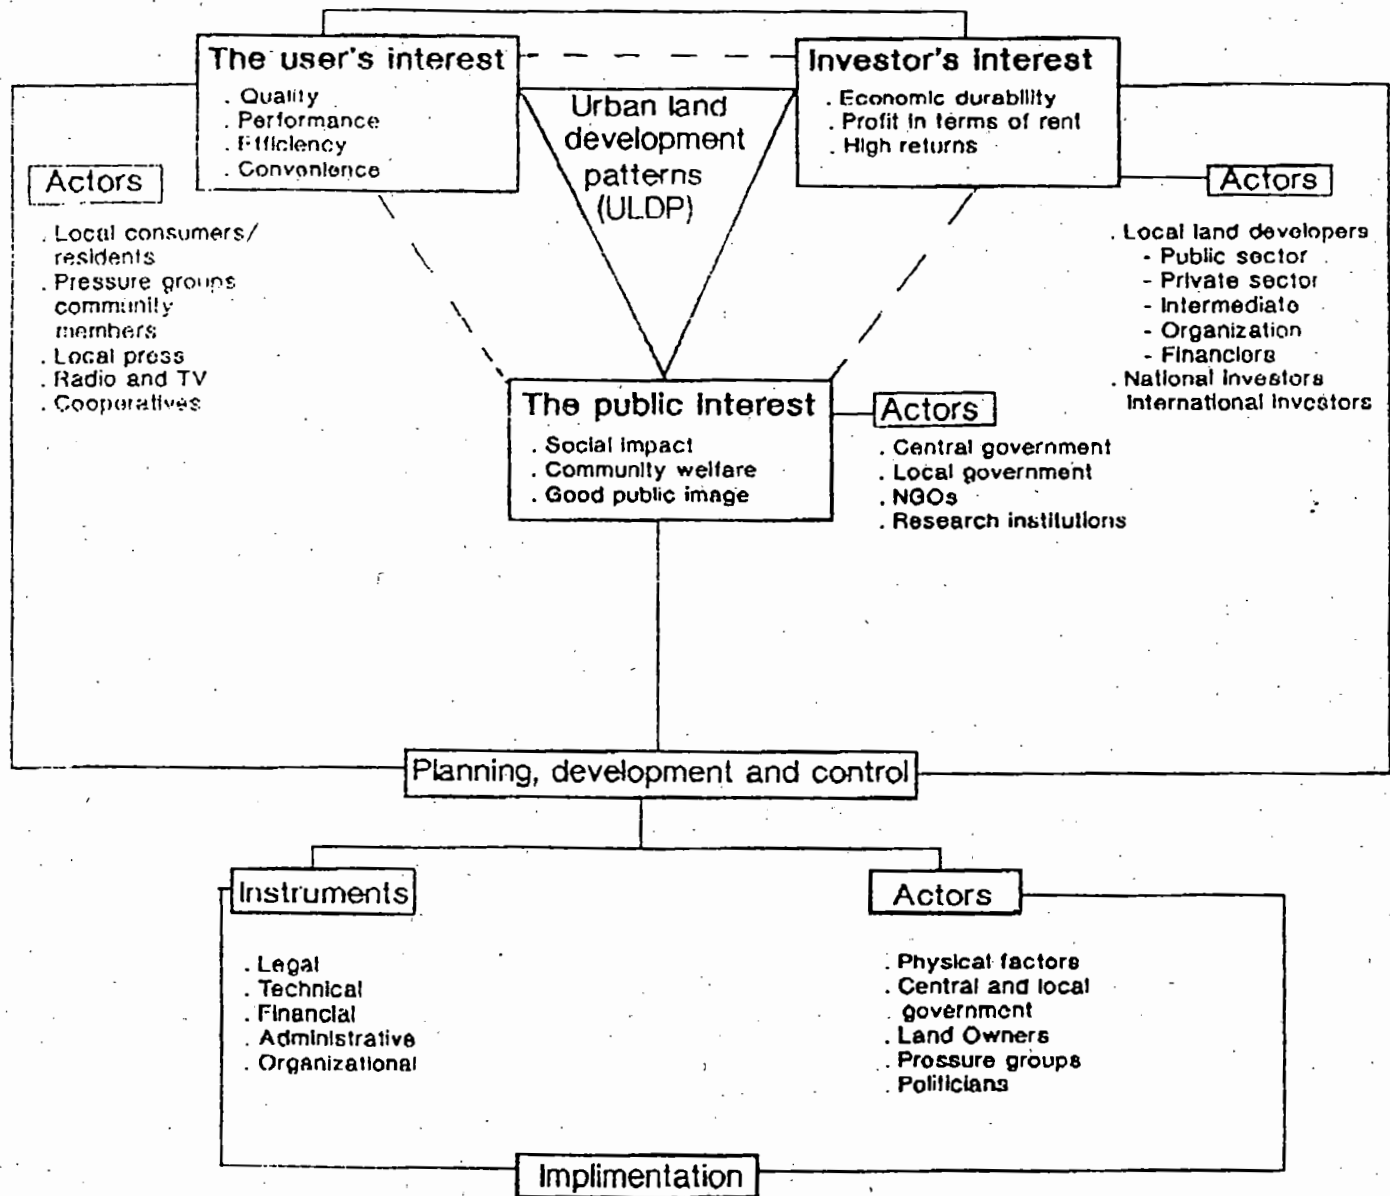 The user's interest
. Quality
. Performance
. Efficiency
. Convenience
Urban land
development
patterns
(ULDP)
Investor's interest
. Economic durability
. Profit in terms of rent
. High returns
Actors
. Local consumers/
residents
. Pressure groups
community
members
. Local press
. Radio and TV
. Cooperatives
Actors
. Local land developers
- Public sector
- Private sector
- Intermediate
- Organization
- Financiers
. National investors
International investors
The public interest
. Social impact
. Community welfare
. Good public image
Actors
. Central government
. Local government
. NGOs
. Research institutions
Planning, development and control
Instruments
. Legal
. Technical
. Financial
. Administrative
. Organizational
Actors
. Physical factors
. Central and local
government
. Land Owners
. Pressure groups
. Politicians
Implimentation